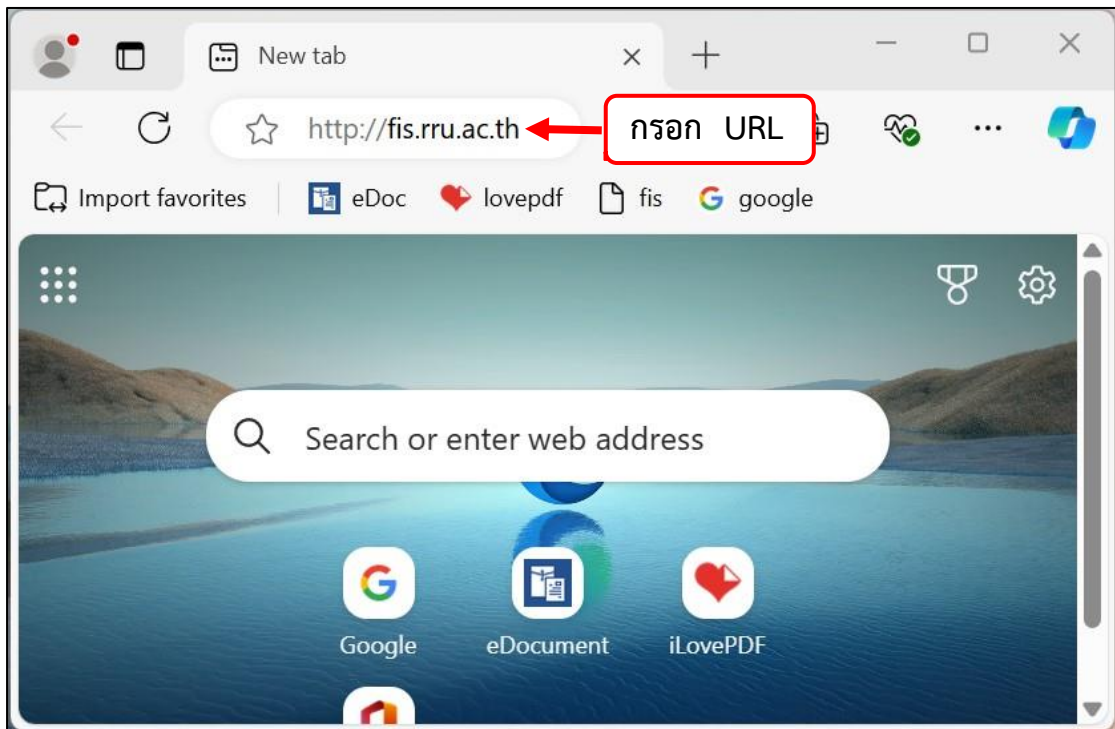 New tab
http://fis.rru.ac.th
กรอก URL
Import favorites eDoc lovepdf fis google
Search or enter web address
Google eDocument iLovePDF